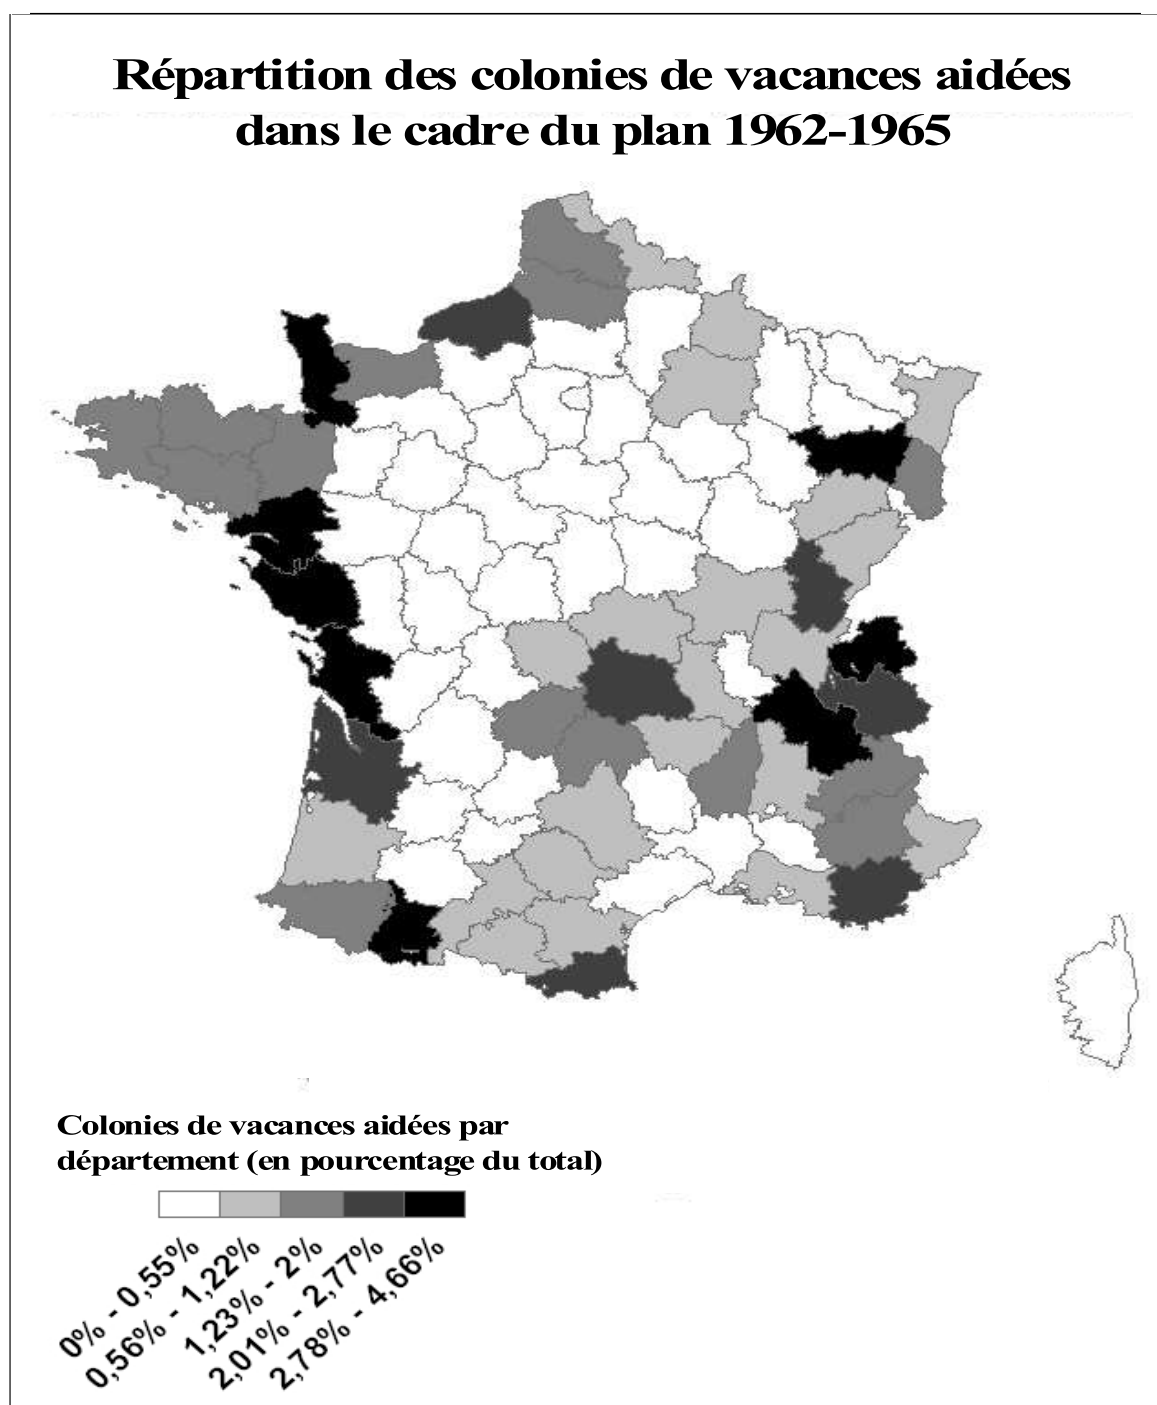 Répartition des colonies de vacances aidées
dans le cadre du plan 1962-1965
Colonies de vacances aidées par
département (en pourcentage du total)
0% - 0,55%
0,56% - 1,22%
1,23% - 2%
2,01% - 2,77%
2,78% - 4,66%